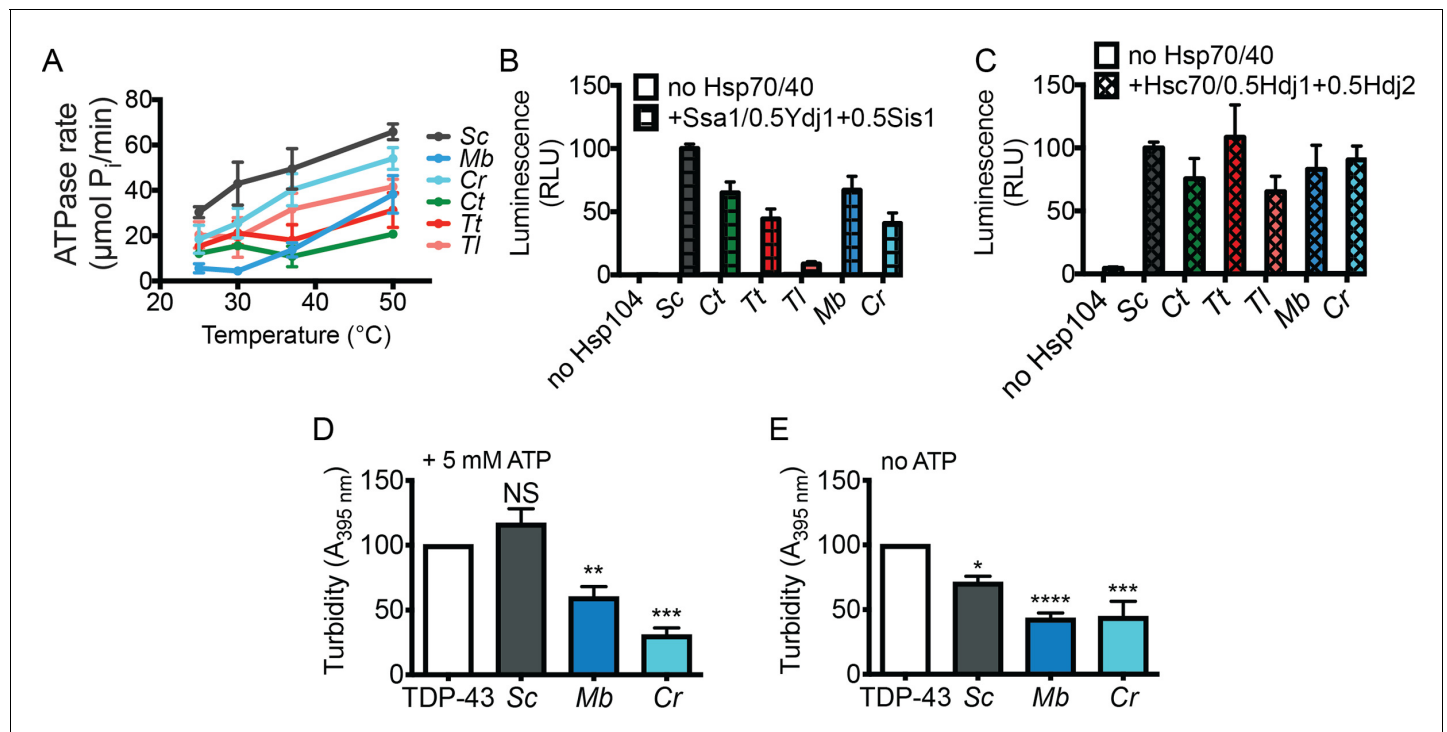 A
ATPase rate
(µmol Pi/min)
80
60
40
20
0
20
30
40
50
Temperature (°C)
Sc
Mb
Cr
Ct
Tt
Tl
B
no Hsp70/40
+Ssa1/0.5Ydj1+0.5Sis1
Luminescence
(RLU)
150
100
50
0
no Hsp104
Sc
Ct
Tt
Tl
Mb
Cr
C
no Hsp70/40
+Hsc70/0.5Hdj1+0.5Hdj2
Luminescence
(RLU)
150
100
50
0
no Hsp104
Sc
Ct
Tt
Tl
Mb
Cr
D
+ 5 mM ATP
Turbidity (A395 nm)
150
100
50
0
NS
**
***
TDP-43 Sc Mb Cr
E
no ATP
Turbidity (A395 nm)
150
100
50
0
*
****
***
TDP-43 Sc Mb Cr